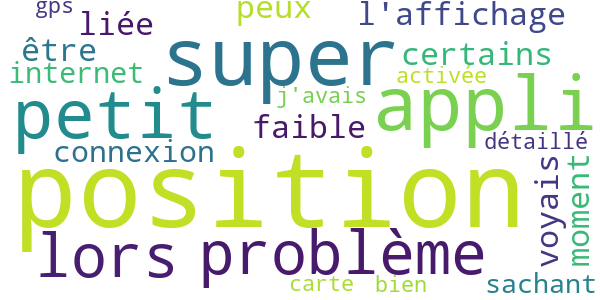 gps
peux
l'affichage
liée
être
super
certains
internet
activée
petit
j'avais
appli
faible
connexion
détaillé
position
voyais
moment
lors
problème
carte
bien
sachant